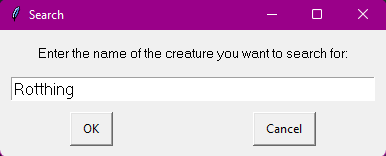 Search
Enter the name of the creature you want to search for:
Rotthing
OK
Cancel